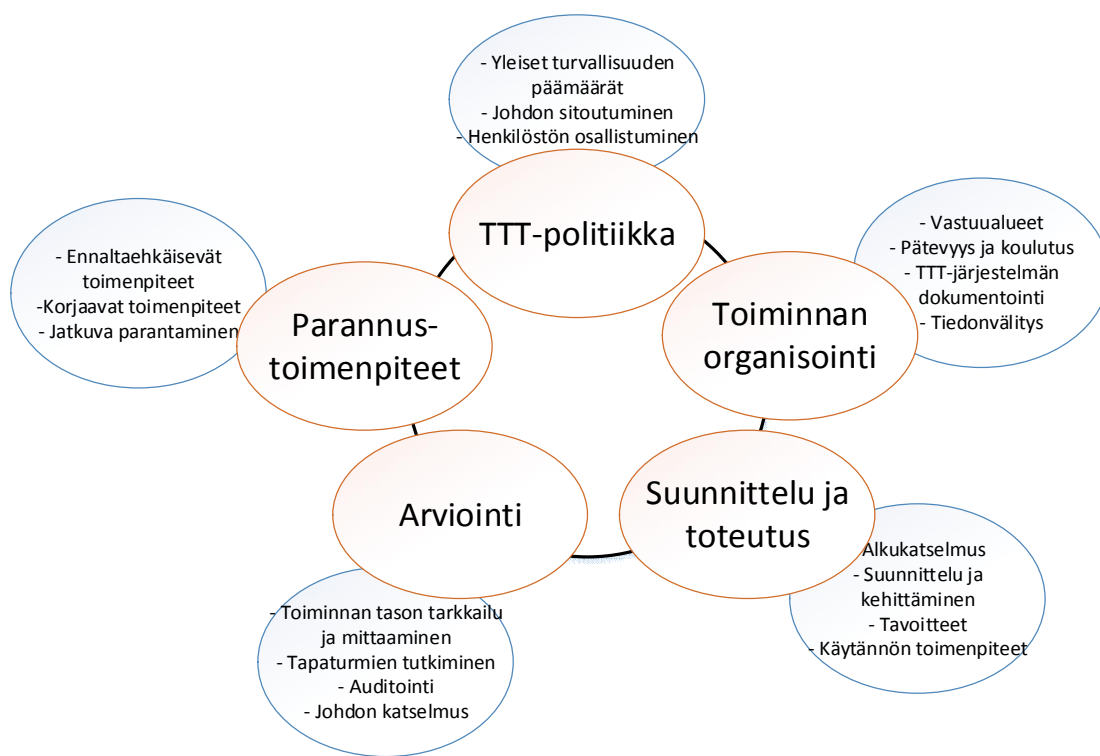 - Yleiset turvallisuuden
päämäärät
- Johdon sitoutuminen
- Henkilöstön osallistuminen
TTT-politiikka
- Vastuualueet
- Pätevyys ja koulutus
- TTT-järjestelmän
dokumentointi
- Tiedonvälitys
Toiminnan
organisointi
Suunnittelu ja
toteutus
Alkukatselmus
- Suunnittelu ja
kehittäminen
- Tavoitteet
- Käytännön toimenpiteet
Arviointi
- Toiminnan tason tarkkailu
ja mittaaminen
- Tapaturmien tutkiminen
- Auditointi
- Johdon katselmus
Parannus-
toimenpiteet
- Ennaltaehkäisevät
toimenpiteet
-Korjaavat toimenpiteet
- Jatkuva parantaminen